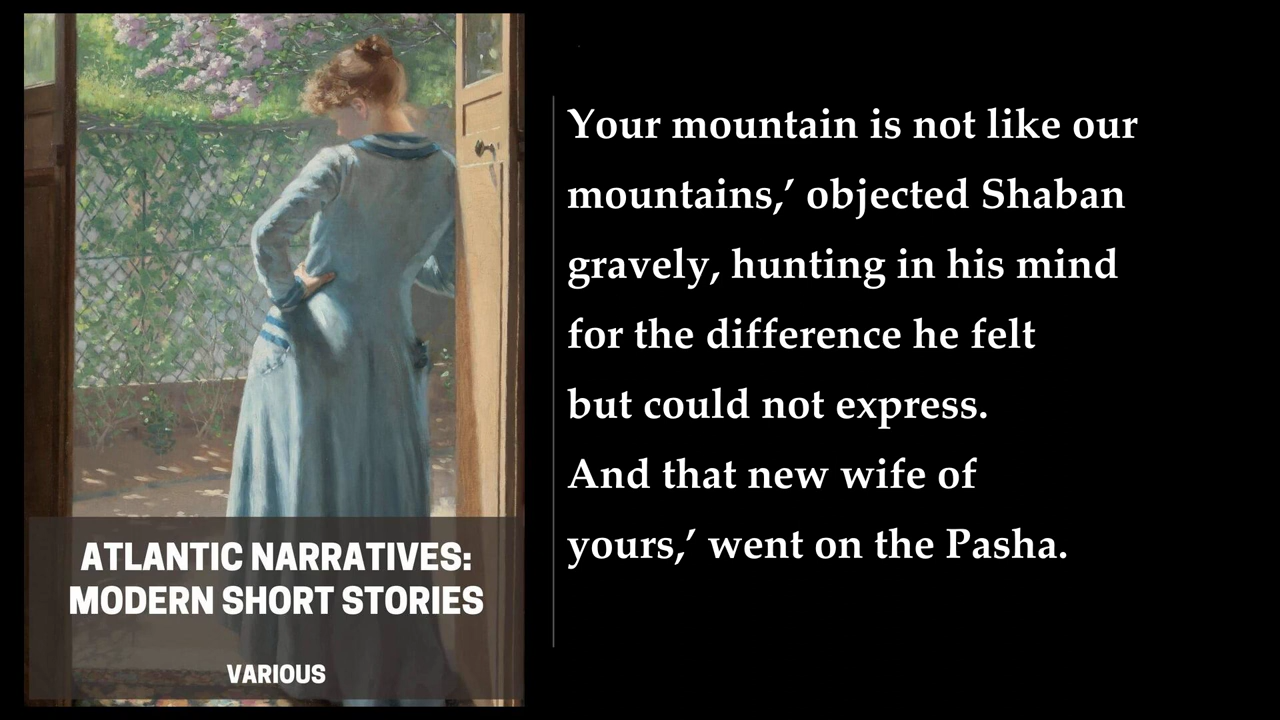 ATLANTIC NARRATIVES:
MODERN SHORT STORIES
VARIOUS
Your mountain is not like our
mountains,’ objected Shaban
gravely, hunting in his mind
for the difference he felt
but could not express.
And that new wife of
yours,’ went on the Pasha.